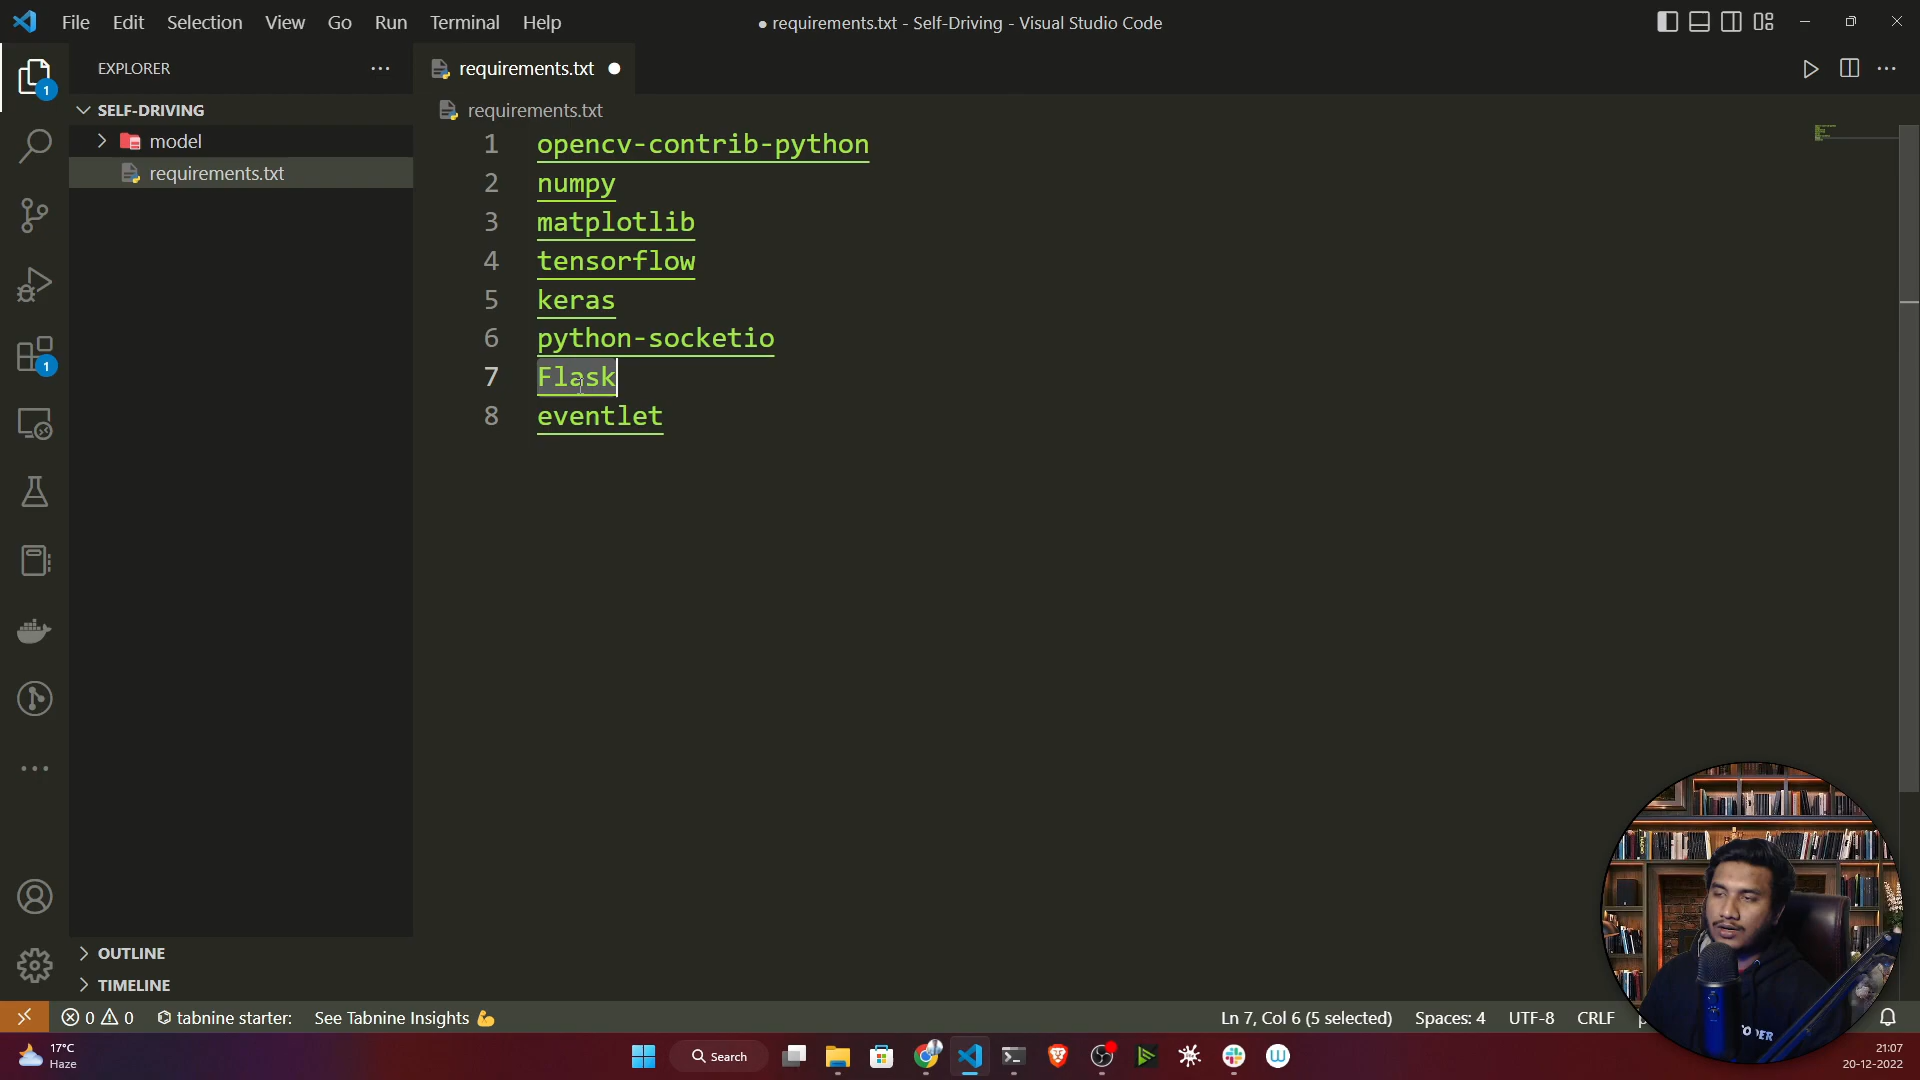 File Edit Selection View Go Run Terminal Help
● requirements.txt - Self-Driving - Visual Studio Code
EXPLORER
requirements.txt
1
SELF-DRIVING
requirements.txt
model
requirements.txt
1 opencv-contrib-python
2 numpy
3 matplotlib
4 tensorflow
5 keras
6 python-socketio
7 Flask
8 eventlet
1
OUTLINE
TIMELINE
0 0 tabnine starter: See Tabnine Insights
Ln 7, Col 6 (5 selected) Spaces: 4 UTF-8 CRLF
17°C
Haze
Search
21:07
20-12-2022